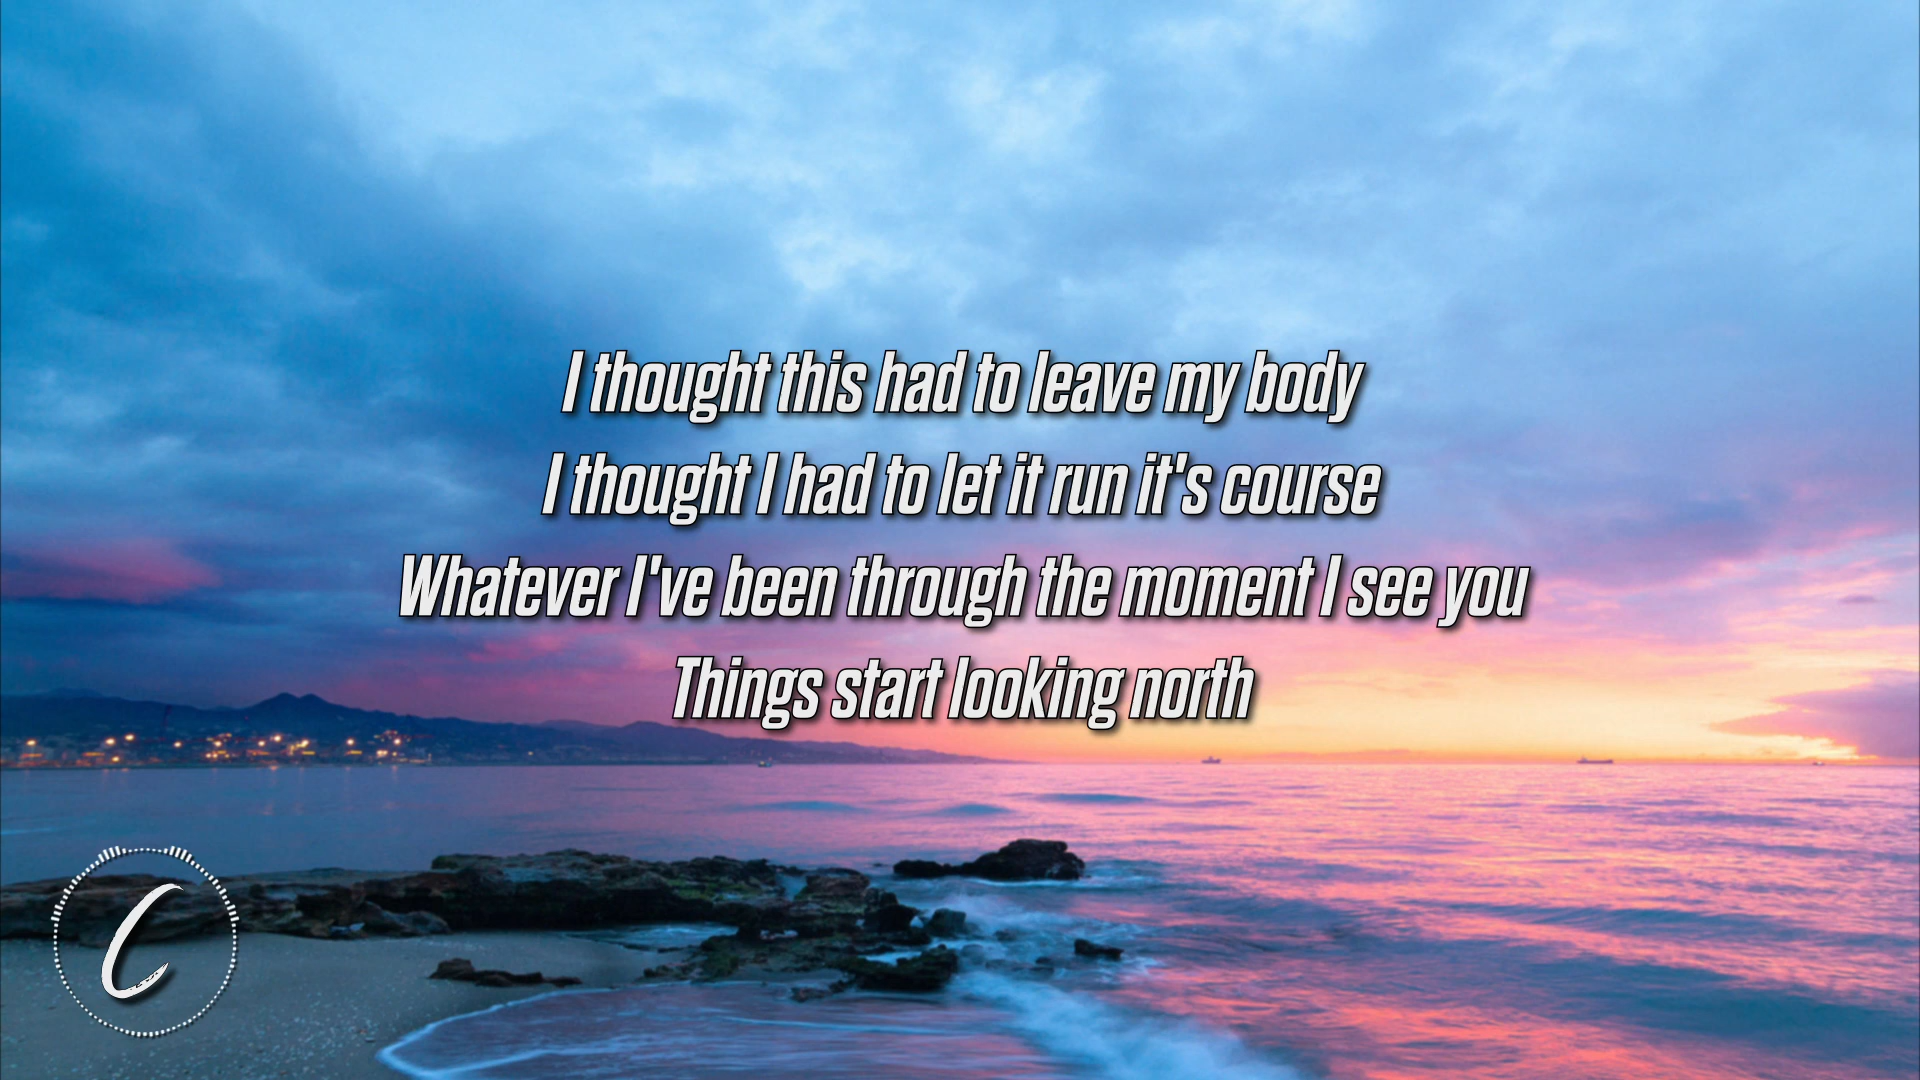 I thought this had to leave my body
I thought I had to let it run it's course
Whatever I've been through the moment I see you
Things start looking north
C